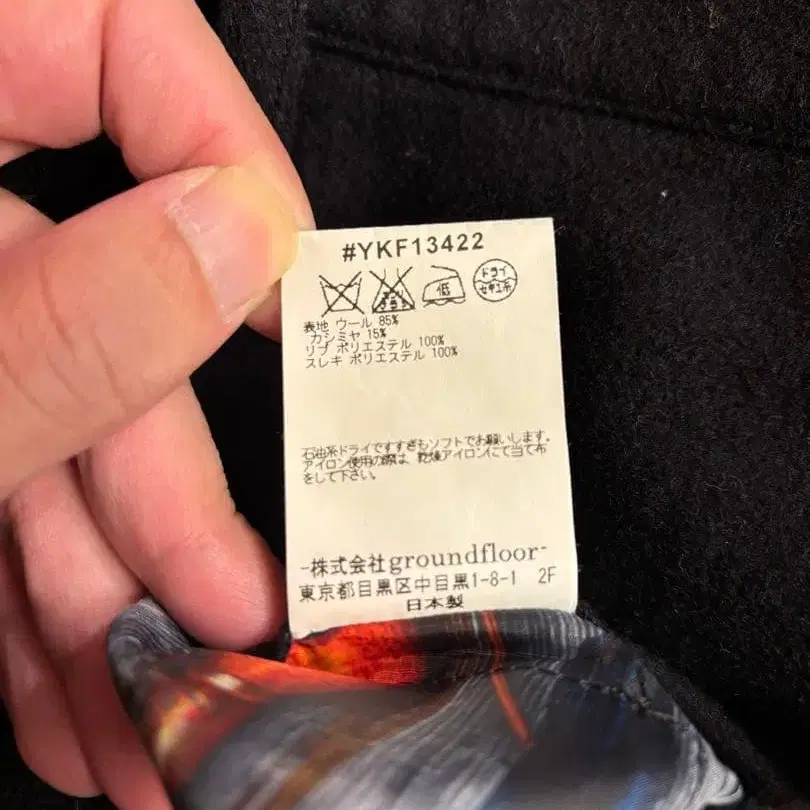 #YKF13422
低 ドライ
セキユ系
表地 ウール 85%
カシミヤ 15%
リブ ポリエステル 100%
スレキ ポリエステル 100%
石油系ドライですすぎもソフトでお願いします。
アイロン使用の際は、乾燥アイロンにて当て布
をして下さい。
-株式会社groundfloor-
東京都目黒区中目黒1-8-1 2F
日本製